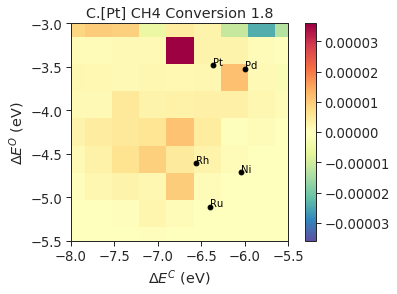 C.[Pt] CH4 Conversion 1.8
−3.0
−3.5
−4.0
−4.5
−5.0
−5.5
ΔE^O (eV)
Pt
Pd
Rh
Ni
Ru
−8.0 −7.5 −7.0 −6.5 −6.0 −5.5
ΔE^C (eV)
0.00003
0.00002
0.00001
0.00000
−0.00001
−0.00002
−0.00003